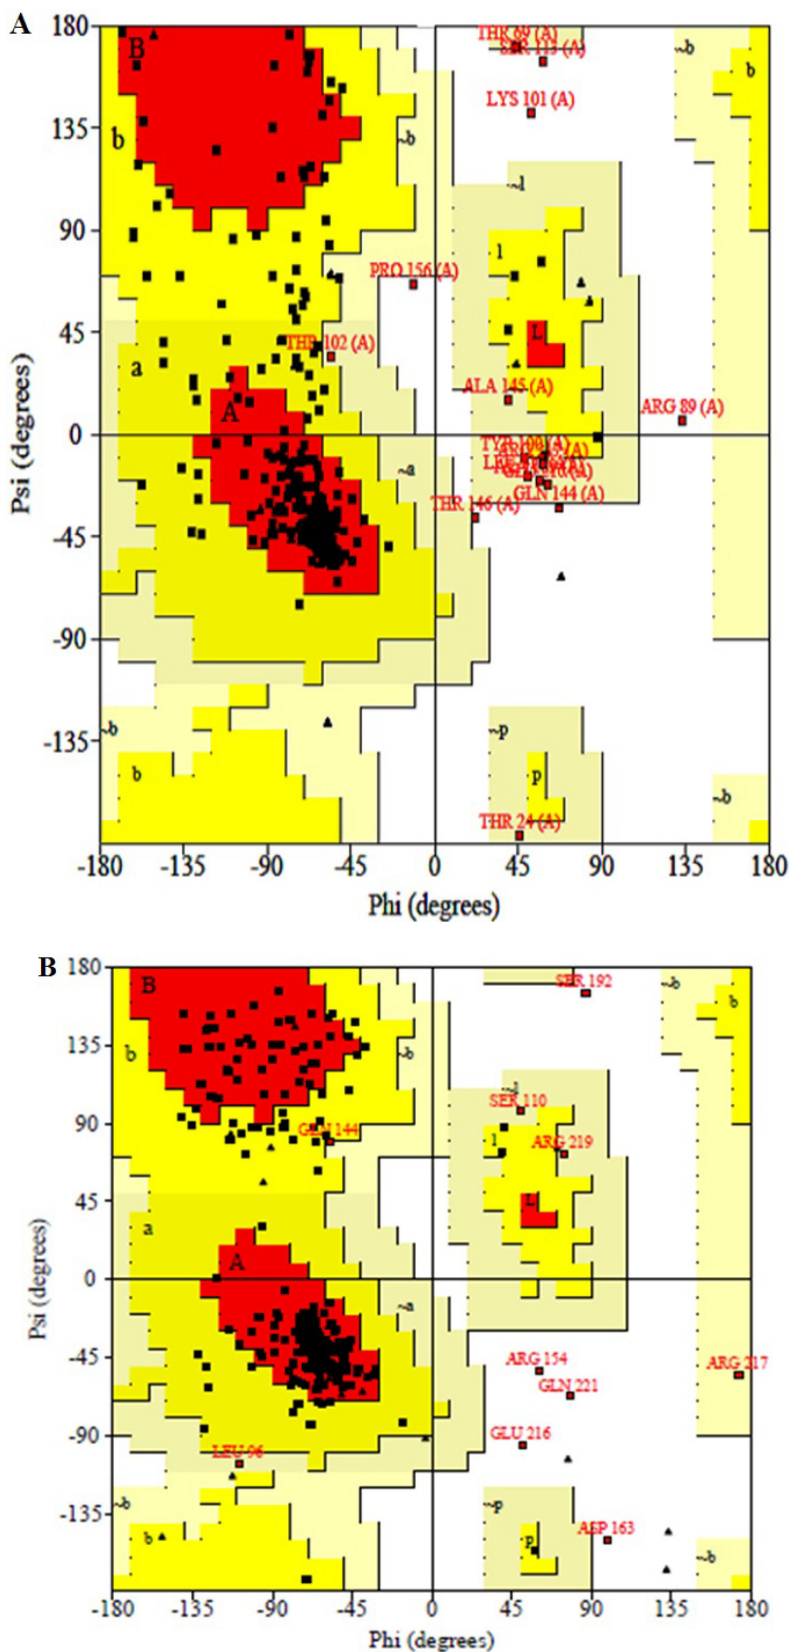 A
180
THR 69 (A)
SER 113 (A)
B
~b
b
LYS 101 (A)
135
b
~b
~l
90
l
PRO 156 (A)
45
L
THR 102 (A)
a
ALA 145 (A)
ARG 89 (A)
A
0
~a
GLN 144 (A)
THR 146 (A)
-45
-90
~b
~p
-135
b
p
~b
THR 24 (A)
-180
-180 -135 -90 -45 0 45 90 135 180
Psi (degrees)
Phi (degrees)
B
180
SER 192
B
~b
b
135
b
~b
~l
SER 110
90
GLN 144
l
ARG 219
45
L
a
A
0
~a
-45
ARG 154
ARG 217
GLN 221
-90
GLU 216
LEU 96
~b
~p
-135
ASP 163
b
p
~b
-180 -135 -90 -45 0 45 90 135 180
Psi (degrees)
Phi (degrees)